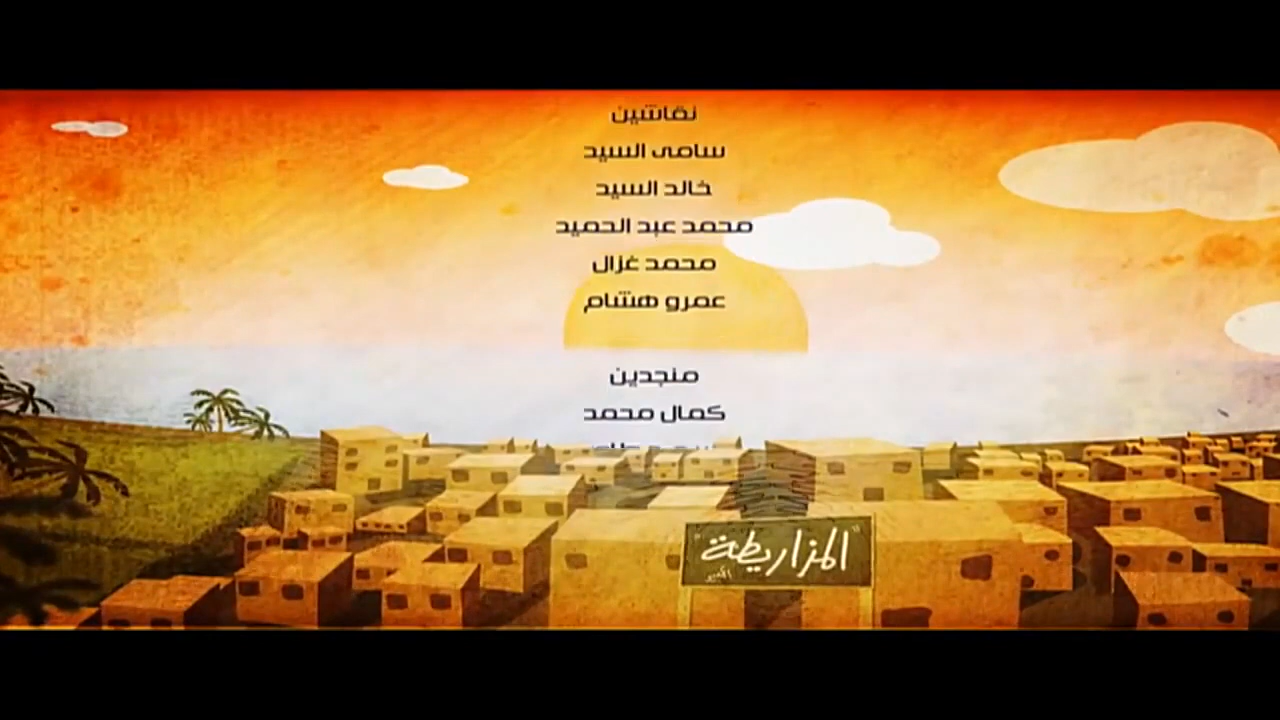 نقاشين
سامى السيد
خالد السيد
محمد عبد الحميد
محمد غزال
عمرو هشام
منجدين
كمال محمد
"المزاريطة"